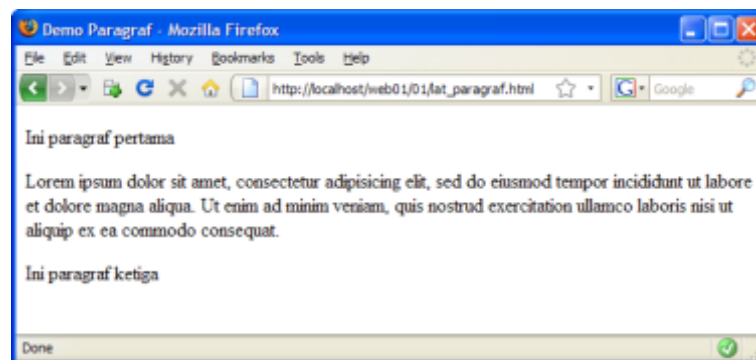 Demo Paragraf - Mozilla Firefox
File Edit View History Bookmarks Tools Help
http://localhost/web01/01/lat_paragraf.html G Google
Ini paragraf pertama
Lorem ipsum dolor sit amet, consectetur adipisicing elit, sed do eiusmod tempor incididunt ut labore
et dolore magna aliqua. Ut enim ad minim veniam, quis nostrud exercitation ullamco laboris nisi ut
aliquip ex ea commodo consequat.
Ini paragraf ketiga
Done